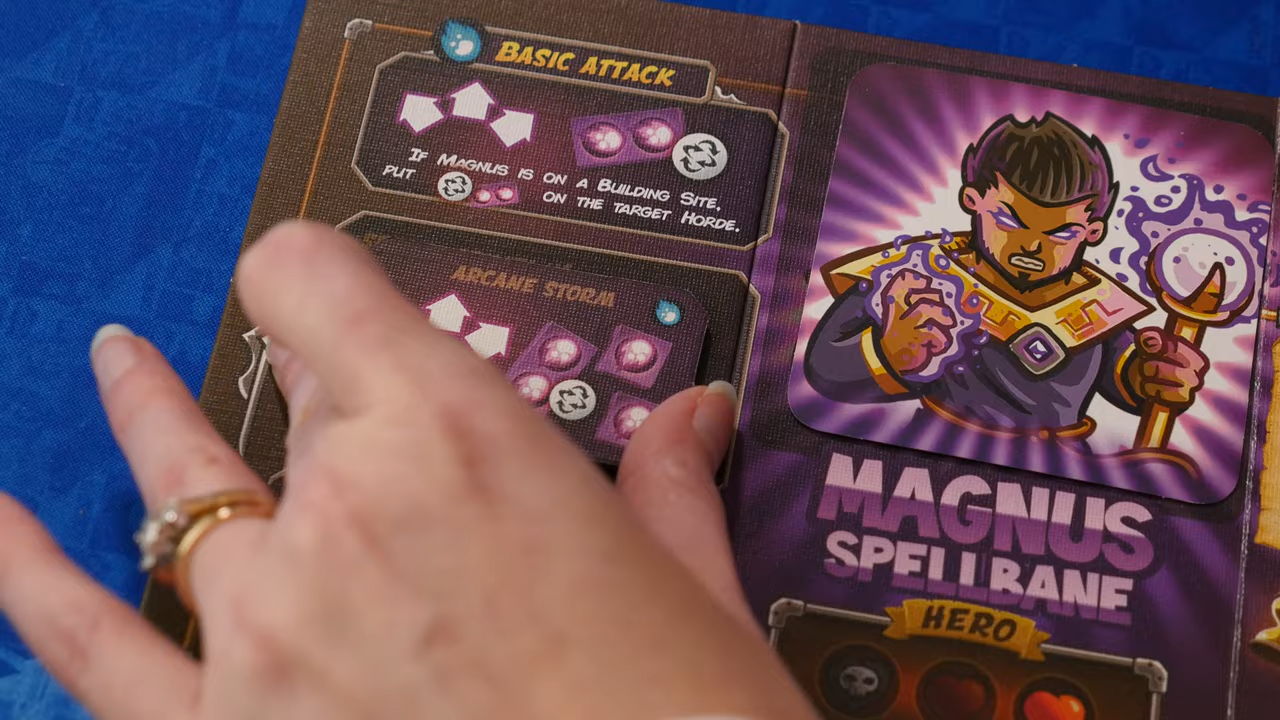 BASIC ATTACK
IF MAGNUS IS ON A BUILDING SITE,
PUT ON THE TARGET HORDE.
ARCANE STORM
MAGNUS
SPELLBANE
HERO